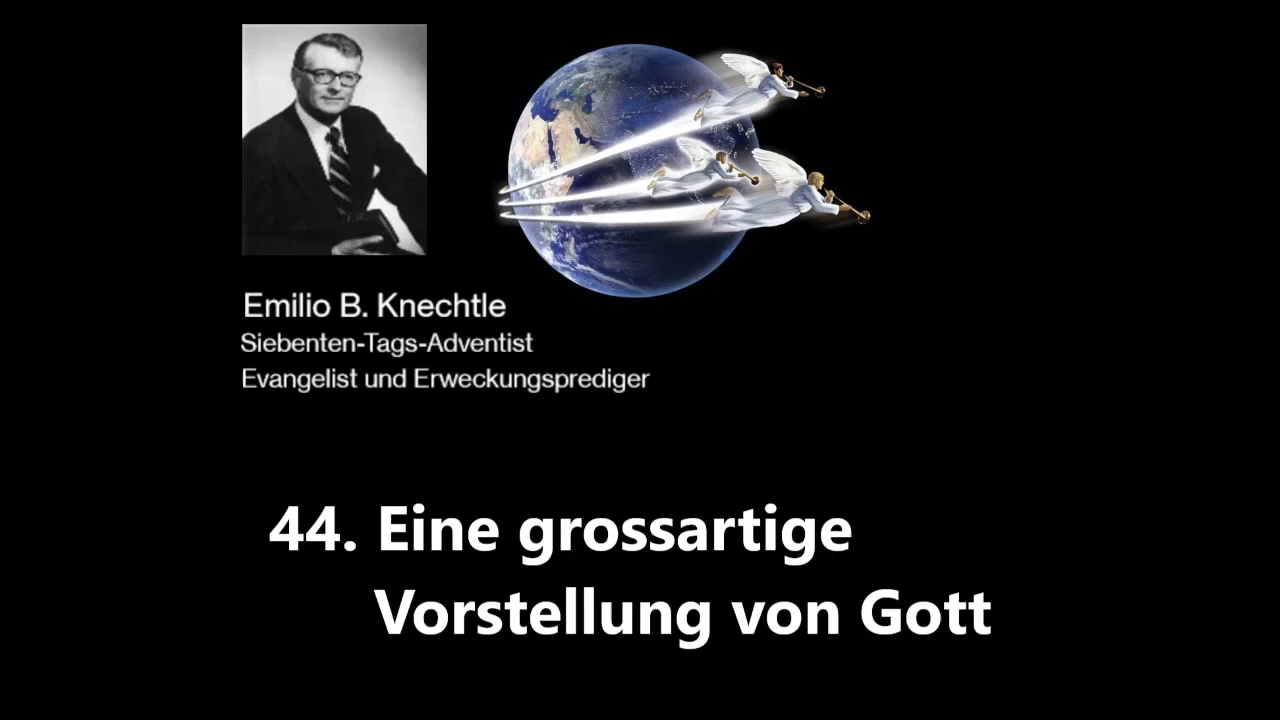 Emilio B. Knechtle
Siebenten-Tags-Adventist
Evangelist und Erweckungsprediger
44. Eine grossartige
Vorstellung von Gott